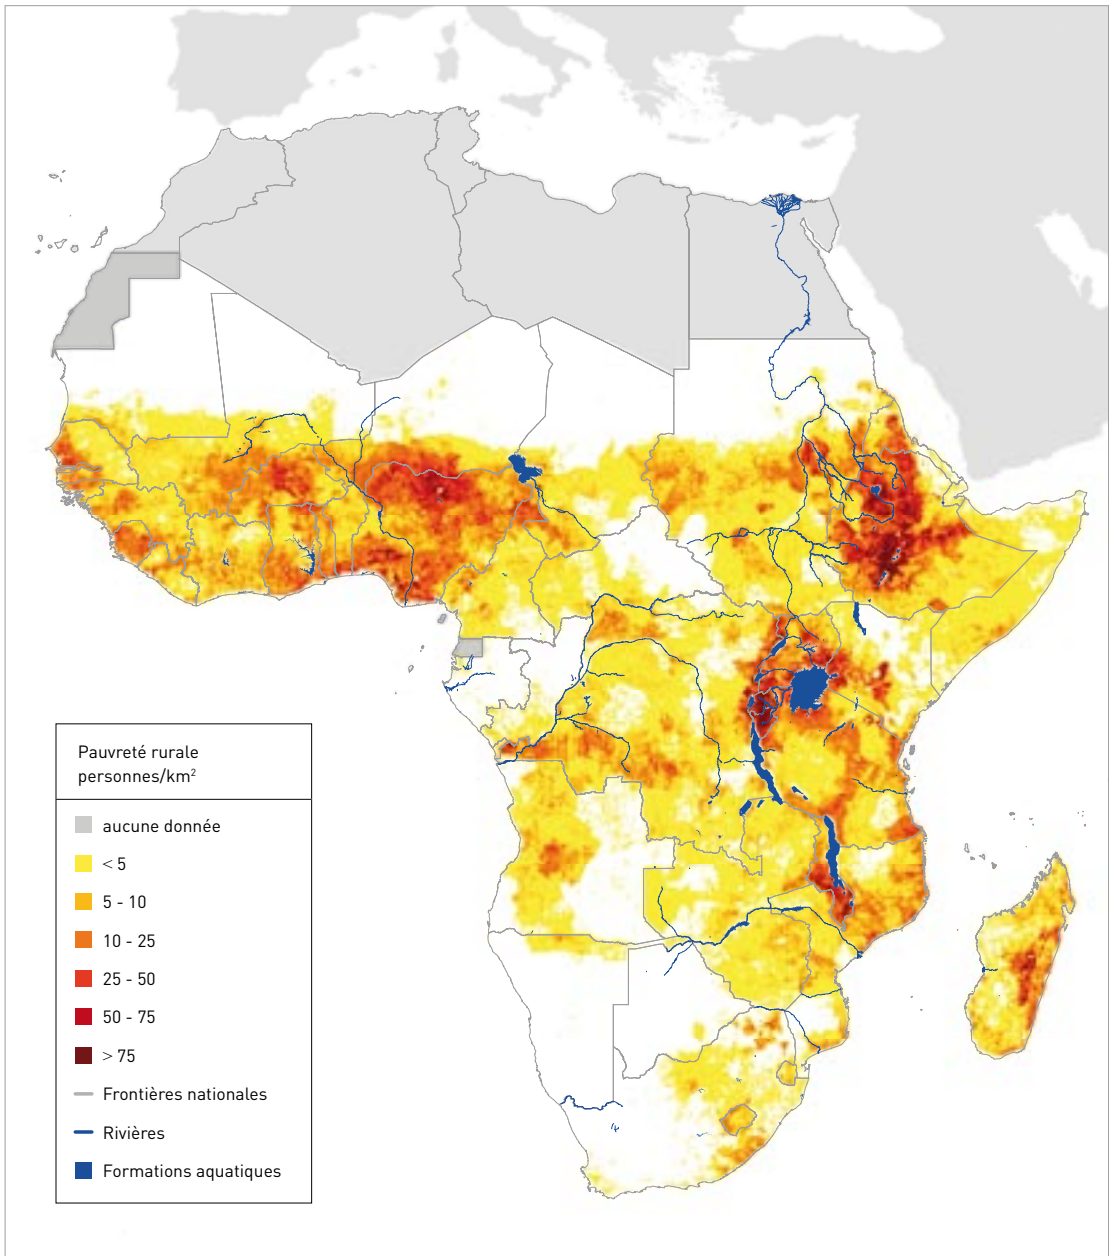 Pauvreté rurale
personnes/km²
aucune donnée
< 5
5 - 10
10 - 25
25 - 50
50 - 75
> 75
Frontières nationales
Rivières
Formations aquatiques